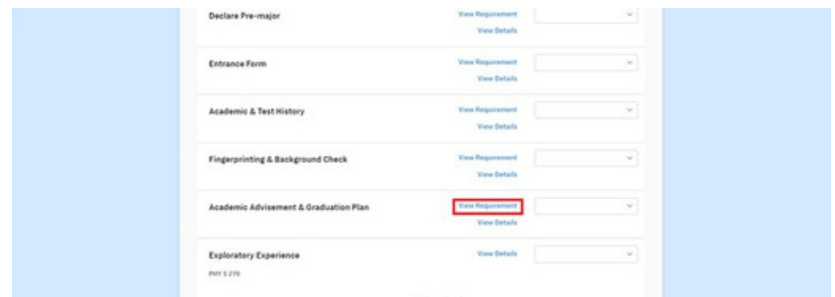 Declare Pre-major View Requirement
View Details
Entrance Form View Requirement
View Details
Academic & Test History View Requirement
View Details
Fingerprinting & Background Check View Requirement
View Details
Academic Advisement & Graduation Plan View Requirement
View Details
Exploratory Experience View Details
PHY S 276